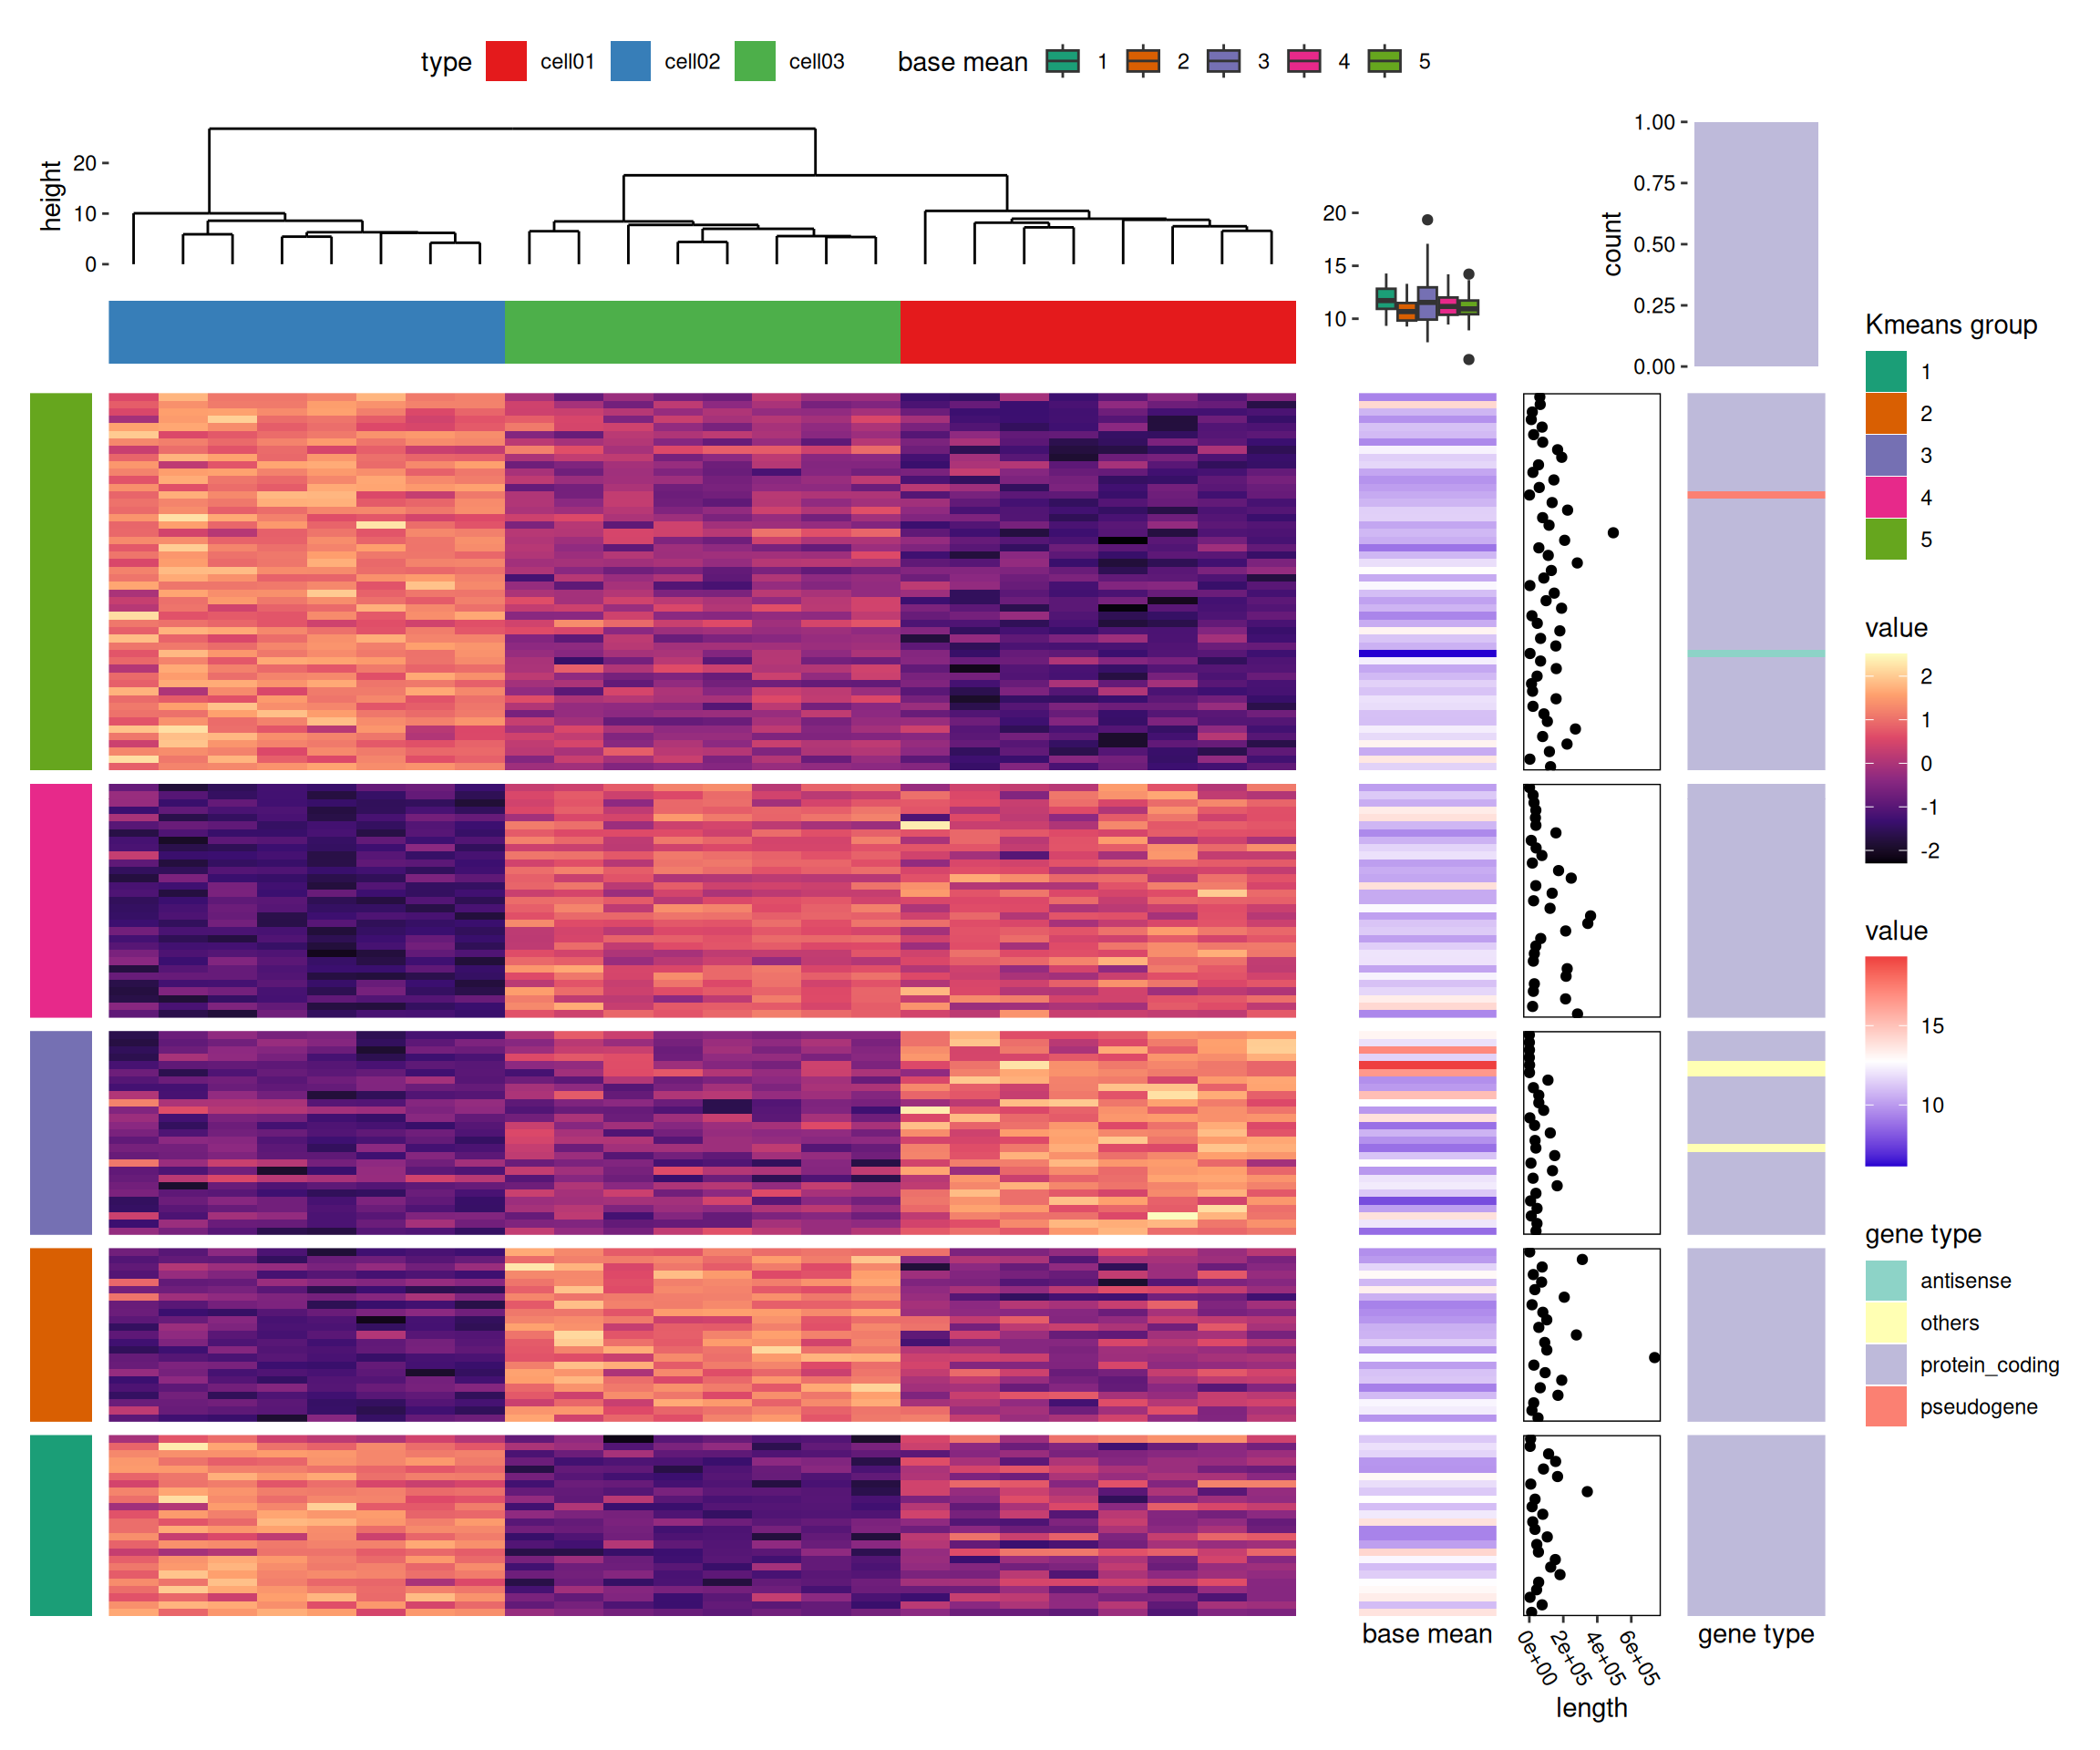 type cell01 cell02 cell03 base mean 1 2 3 4 5
height
20
10
0
20
15
10
count
1.00
0.75
0.50
0.25
0.00
Kmeans group
1
2
3
4
5
value
2
1
0
-1
-2
value
15
10
gene type
antisense
others
protein_coding
pseudogene
base mean
0e+00 2e+05 4e+05 6e+05
length
gene type